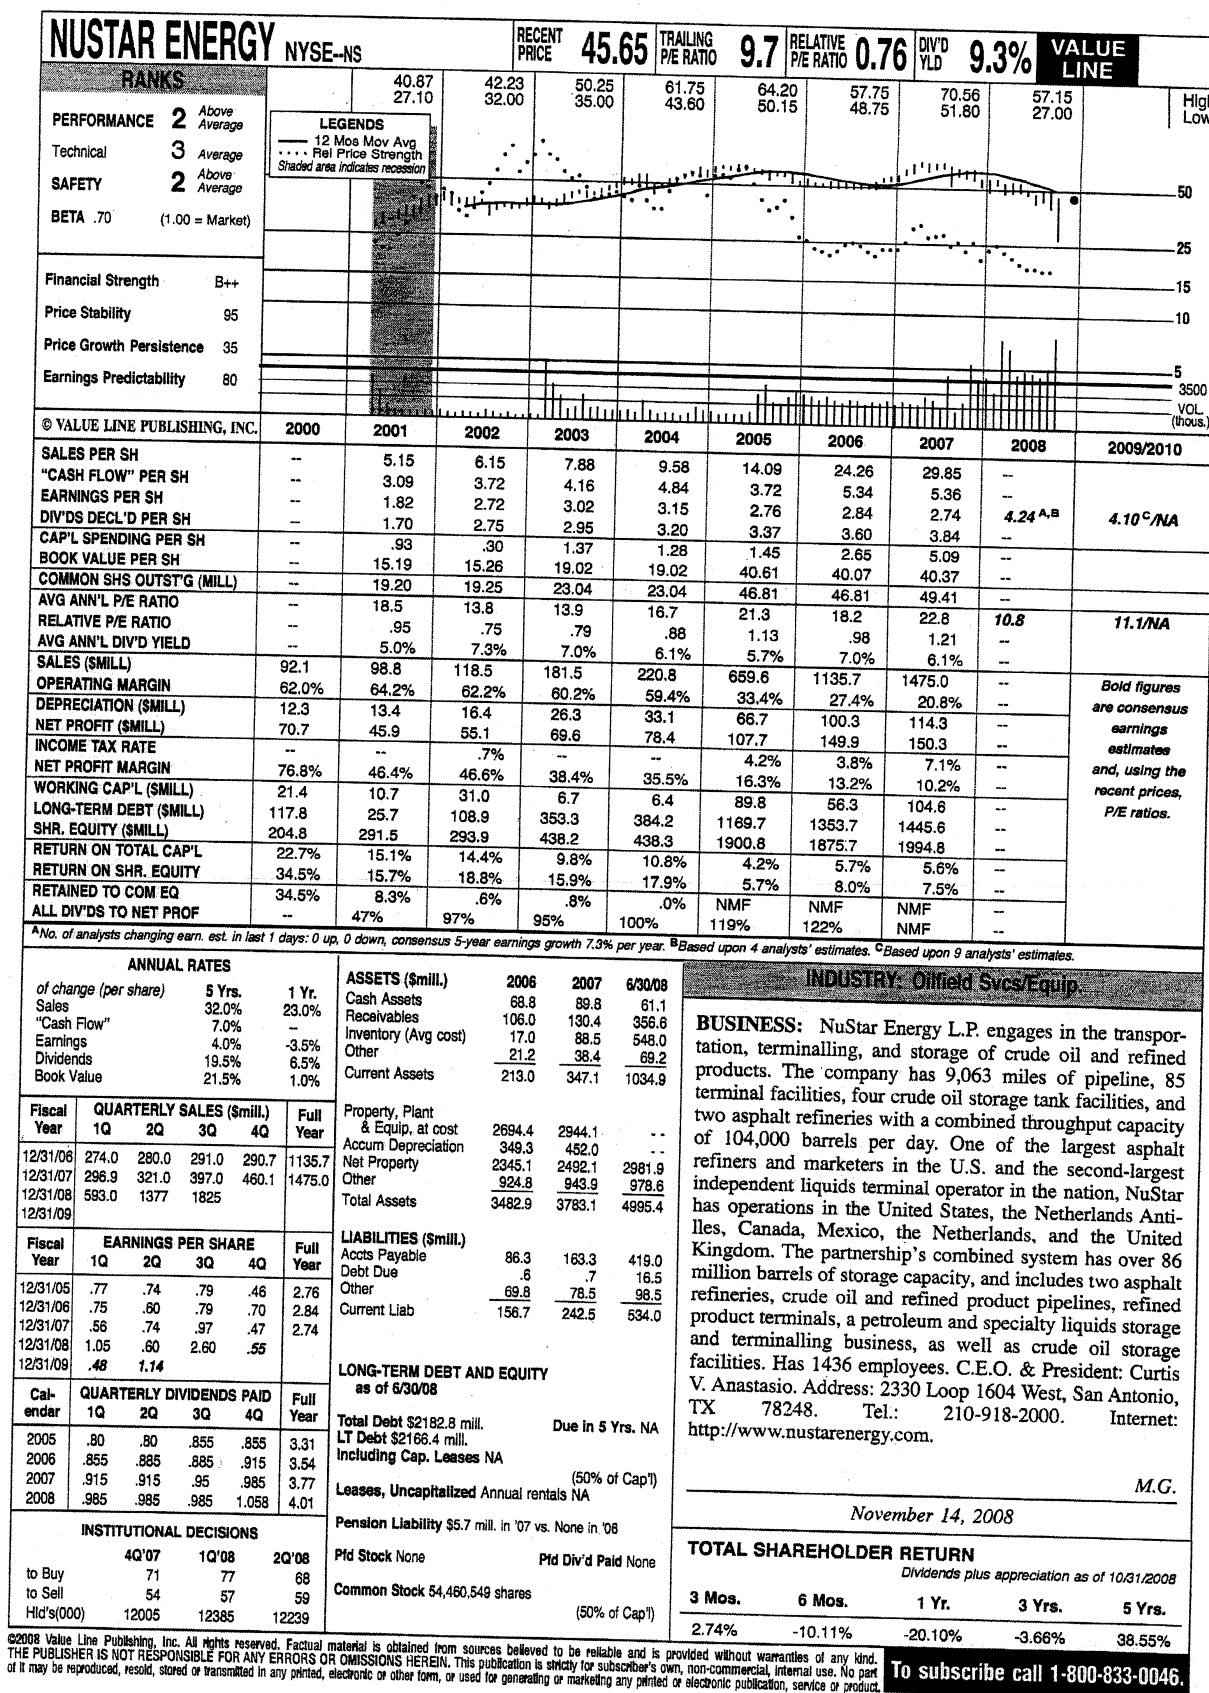 NUSTAR ENERGY NYSE--NS RECENT PRICE 45.65 TRAILING P/E RATIO 9.7 RELATIVE P/E RATIO 0.76 DIV'D YLD 9.3% VALUE LINE
RANKS
PERFORMANCE 2 Above Average
Technical 3 Average
SAFETY 2 Above Average
BETA .70 (1.00 = Market)
Financial Strength B++
Price Stability 95
Price Growth Persistence 35
Earnings Predictability 80
40.87 42.23 50.25 61.75 64.20 57.75 70.56 57.15 High
27.10 32.00 35.00 43.60 50.15 48.75 51.80 27.00 Low
LEGENDS
12 Mos Mov Avg
Rel Price Strength
Shaded area indicates recession
50
25
15
10
5
3500
VOL.
(thous.)
© VALUE LINE PUBLISHING, INC. 2000 2001 2002 2003 2004 2005 2006 2007 2008 2009/2010
SALES PER SH -- 5.15 6.15 7.88 9.58 14.09 24.26 29.85 --
"CASH FLOW" PER SH -- 3.09 3.72 4.16 4.84 3.72 5.34 5.36 --
EARNINGS PER SH -- 1.82 2.72 3.02 3.15 2.76 2.84 2.74 4.24 A,B 4.10 C/NA
DIV'DS DECL'D PER SH -- 1.70 2.75 2.95 3.20 3.37 3.60 3.84 --
CAP'L SPENDING PER SH -- .93 .30 1.37 1.28 1.45 2.65 5.09 --
BOOK VALUE PER SH -- 15.19 15.26 19.02 19.02 40.61 40.07 40.37 --
COMMON SHS OUTST'G (MILL) -- 19.20 19.25 23.04 23.04 46.81 46.81 49.41 --
AVG ANN'L P/E RATIO -- 18.5 13.8 13.9 16.7 21.3 18.2 22.8 10.8 11.1/NA
RELATIVE P/E RATIO -- .95 .75 .79 .88 1.13 .98 1.21 --
AVG ANN'L DIV'D YIELD -- 5.0% 7.3% 7.0% 6.1% 5.7% 7.0% 6.1% --
SALES ($MILL) 92.1 98.8 118.5 181.5 220.8 659.6 1135.7 1475.0 --
OPERATING MARGIN 62.0% 64.2% 62.2% 60.2% 59.4% 33.4% 27.4% 20.8% --
DEPRECIATION ($MILL) 12.3 13.4 16.4 26.3 33.1 66.7 100.3 114.3 --
NET PROFIT ($MILL) 70.7 45.9 55.1 69.6 78.4 107.7 149.9 150.3 --
INCOME TAX RATE -- -- .7% -- -- 4.2% 3.8% 7.1% --
NET PROFIT MARGIN 76.8% 46.4% 46.6% 38.4% 35.5% 16.3% 13.2% 10.2% --
WORKING CAP'L ($MILL) 21.4 10.7 31.0 6.7 6.4 89.8 56.3 104.6 --
LONG-TERM DEBT ($MILL) 117.8 25.7 108.9 353.3 384.2 1169.7 1353.7 1445.6 --
SHR. EQUITY ($MILL) 204.8 291.5 293.9 438.2 438.3 1900.8 1875.7 1994.8 --
RETURN ON TOTAL CAP'L 22.7% 15.1% 14.4% 9.8% 10.8% 4.2% 5.7% 5.6% --
RETURN ON SHR. EQUITY 34.5% 15.7% 18.8% 15.9% 17.9% 5.7% 8.0% 7.5% --
RETAINED TO COM EQ 34.5% 8.3% .6% .8% .0% NMF NMF NMF --
ALL DIV'DS TO NET PROF -- 47% 97% 95% 100% 119% 122% NMF --
Bold figures
are consensus
earnings
estimates
and, using the
recent prices,
P/E ratios.
A No. of analysts changing earn. est. in last 1 days: 0 up, 0 down, consensus 5-year earnings growth 7.3% per year. B Based upon 4 analysts' estimates. C Based upon 9 analysts' estimates.
ANNUAL RATES
of change (per share) 5 Yrs. 1 Yr.
Sales 32.0% 23.0%
"Cash Flow" 7.0% --
Earnings 4.0% -3.5%
Dividends 19.5% 6.5%
Book Value 21.5% 1.0%
Fiscal Year QUARTERLY SALES ($mill.) Full Year
1Q 2Q 3Q 4Q
12/31/06 274.0 280.0 291.0 290.7 1135.7
12/31/07 296.9 321.0 397.0 460.1 1475.0
12/31/08 593.0 1377 1825
12/31/09
Fiscal Year EARNINGS PER SHARE Full Year
1Q 2Q 3Q 4Q
12/31/05 .77 .74 .79 .46 2.76
12/31/06 .75 .60 .79 .70 2.84
12/31/07 .56 .74 .97 .47 2.74
12/31/08 1.05 .60 2.60 .55
12/31/09 .48 1.14
Cal-endar QUARTERLY DIVIDENDS PAID Full Year
1Q 2Q 3Q 4Q
2005 .80 .80 .855 .855 3.31
2006 .855 .885 .885 .915 3.54
2007 .915 .915 .95 .985 3.77
2008 .985 .985 .985 1.058 4.01
INSTITUTIONAL DECISIONS
4Q'07 1Q'08 2Q'08
to Buy 71 77 68
to Sell 54 57 59
Hld's(000) 12005 12385 12239
ASSETS ($mill.) 2006 2007 6/30/08
Cash Assets 68.8 89.8 61.1
Receivables 106.0 130.4 356.6
Inventory (Avg cost) 17.0 88.5 548.0
Other 21.2 38.4 69.2
Current Assets 213.0 347.1 1034.9
Property, Plant
& Equip, at cost 2694.4 2944.1 --
Accum Depreciation 349.3 452.0 --
Net Property 2345.1 2492.1 2981.9
Other 924.8 943.9 978.6
Total Assets 3482.9 3783.1 4995.4
LIABILITIES ($mill.)
Accts Payable 86.3 163.3 419.0
Debt Due .6 .7 16.5
Other 69.8 78.5 98.5
Current Liab 156.7 242.5 534.0
LONG-TERM DEBT AND EQUITY
as of 6/30/08
Total Debt $2182.8 mill. Due in 5 Yrs. NA
LT Debt $2166.4 mill.
Including Cap. Leases NA
(50% of Cap'l)
Leases, Uncapitalized Annual rentals NA
Pension Liability $5.7 mill. in '07 vs. None in '06
Pfd Stock None Pfd Div'd Paid None
Common Stock 54,460,549 shares
(50% of Cap'l)
INDUSTRY: Oilfield Svcs/Equip.
BUSINESS: NuStar Energy L.P. engages in the transpor-
tation, terminalling, and storage of crude oil and refined
products. The company has 9,063 miles of pipeline, 85
terminal facilities, four crude oil storage tank facilities, and
two asphalt refineries with a combined throughput capacity
of 104,000 barrels per day. One of the largest asphalt
refiners and marketers in the U.S. and the second-largest
independent liquids terminal operator in the nation, NuStar
has operations in the United States, the Netherlands Anti-
lles, Canada, Mexico, the Netherlands, and the United
Kingdom. The partnership's combined system has over 86
million barrels of storage capacity, and includes two asphalt
refineries, crude oil and refined product pipelines, refined
product terminals, a petroleum and specialty liquids storage
and terminalling business, as well as crude oil storage
facilities. Has 1436 employees. C.E.O. & President: Curtis
V. Anastasio. Address: 2330 Loop 1604 West, San Antonio,
TX 78248. Tel.: 210-918-2000. Internet:
http://www.nustarenergy.com.
M.G.
November 14, 2008
TOTAL SHAREHOLDER RETURN
Dividends plus appreciation as of 10/31/2008
3 Mos. 6 Mos. 1 Yr. 3 Yrs. 5 Yrs.
2.74% -10.11% -20.10% -3.66% 38.55%
©2008 Value Line Publishing, Inc. All rights reserved. Factual material is obtained from sources believed to be reliable and is provided without warranties of any kind.
THE PUBLISHER IS NOT RESPONSIBLE FOR ANY ERRORS OR OMISSIONS HEREIN. This publication is strictly for subscriber's own, non-commercial, internal use. No part
of it may be reproduced, resold, stored or transmitted in any printed, electronic or other form, or used for generating or marketing any printed or electronic publication, service or product.
To subscribe call 1-800-833-0046.